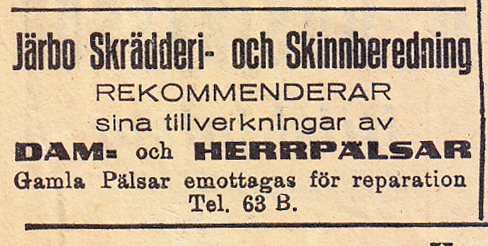 Järbo Skrädderi- och Skinnberedning
REKOMMENDERAR
sina tillverkningar av
DAM= och HERRPÄLSAR
Gamla Pälsar emottagas för reparation
Tel. 63 B.